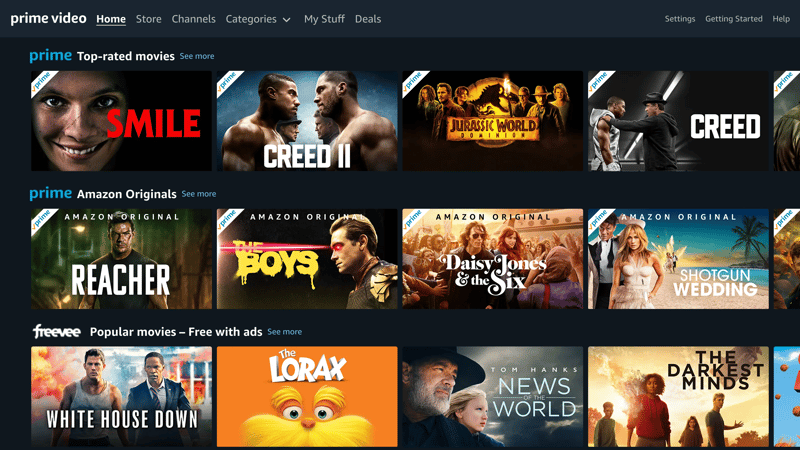 prime video Home Store Channels Categories My Stuff Deals Settings Getting Started Help
prime Top-rated movies See more
prime
SMILE
prime
CREED II
prime
JURASSIC WORLD
DOMINION
prime
CREED
prime Amazon Originals See more
prime
AMAZON ORIGINAL
REACHER
prime
AMAZON ORIGINAL
THE
BOYS
prime
AMAZON ORIGINAL
Daisy Jones
& the Six
prime
AMAZON ORIGINAL
SHOTGUN
WEDDING
freevee Popular movies – Free with ads See more
WHITE HOUSE DOWN
The
LORAX
TOM HANKS
NEWS
OF THE
WORLD
THE
DARKEST
MINDS